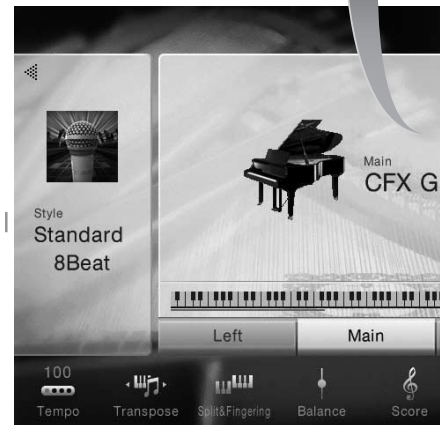 Style
Standard
8Beat
Main
CFX G
Left
Main
100
Tempo
Transpose
Split&Fingering
Balance
Score